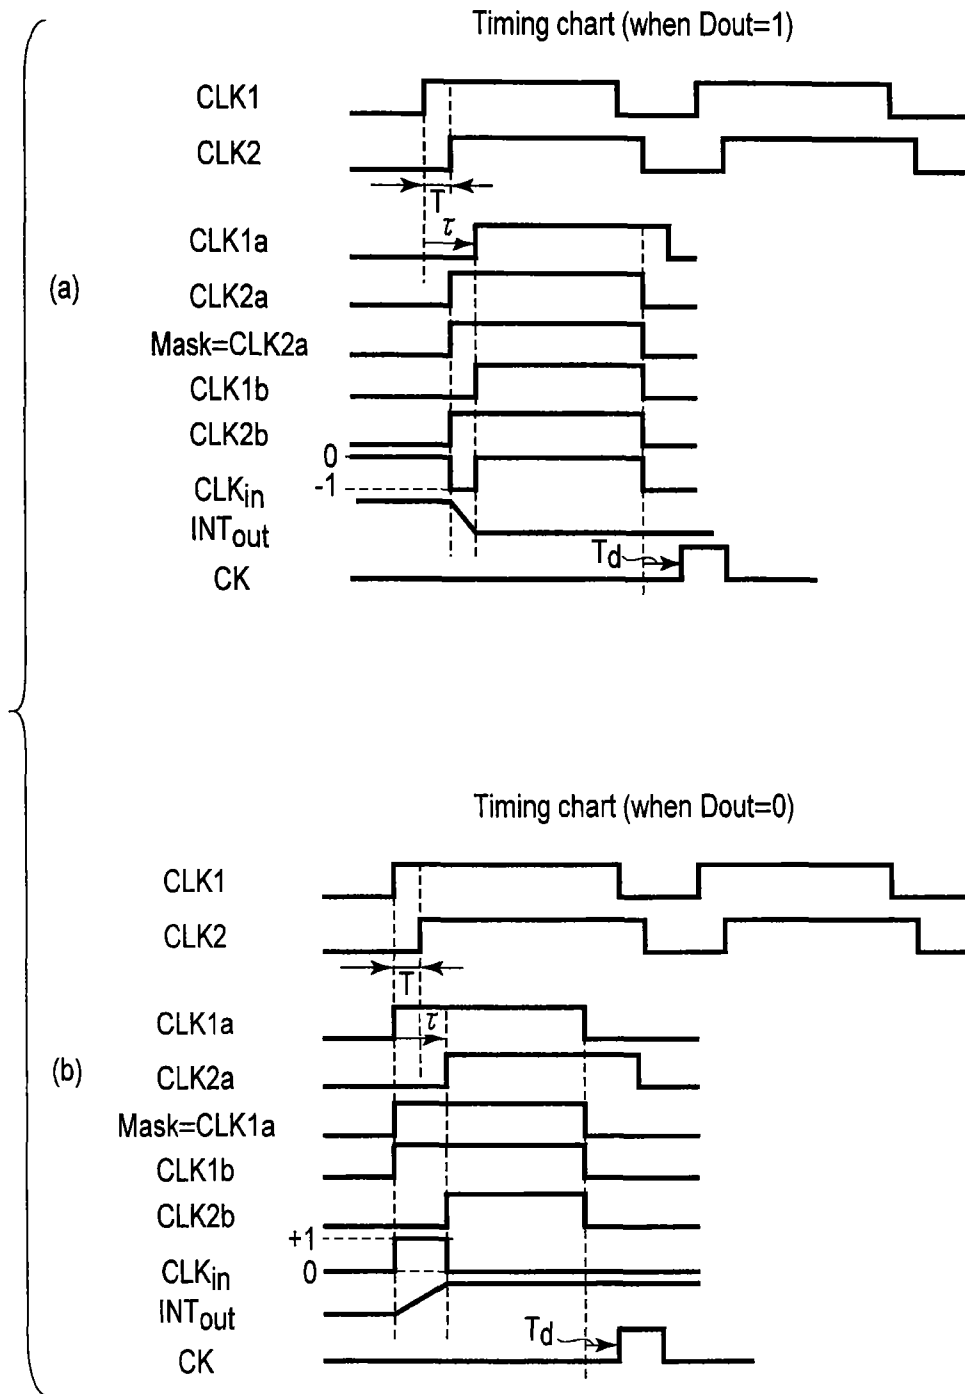 Timing chart (when Dout=1)
CLK1
CLK2
T
τ
CLK1a
(a)
CLK2a
Mask=CLK2a
CLK1b
CLK2b
0
-1
CLKin
INTout
Td
CK
Timing chart (when Dout=0)
CLK1
CLK2
T
CLK1a
τ
(b)
CLK2a
Mask=CLK1a
CLK1b
CLK2b
+1
CLKin
0
INTout
Td
CK